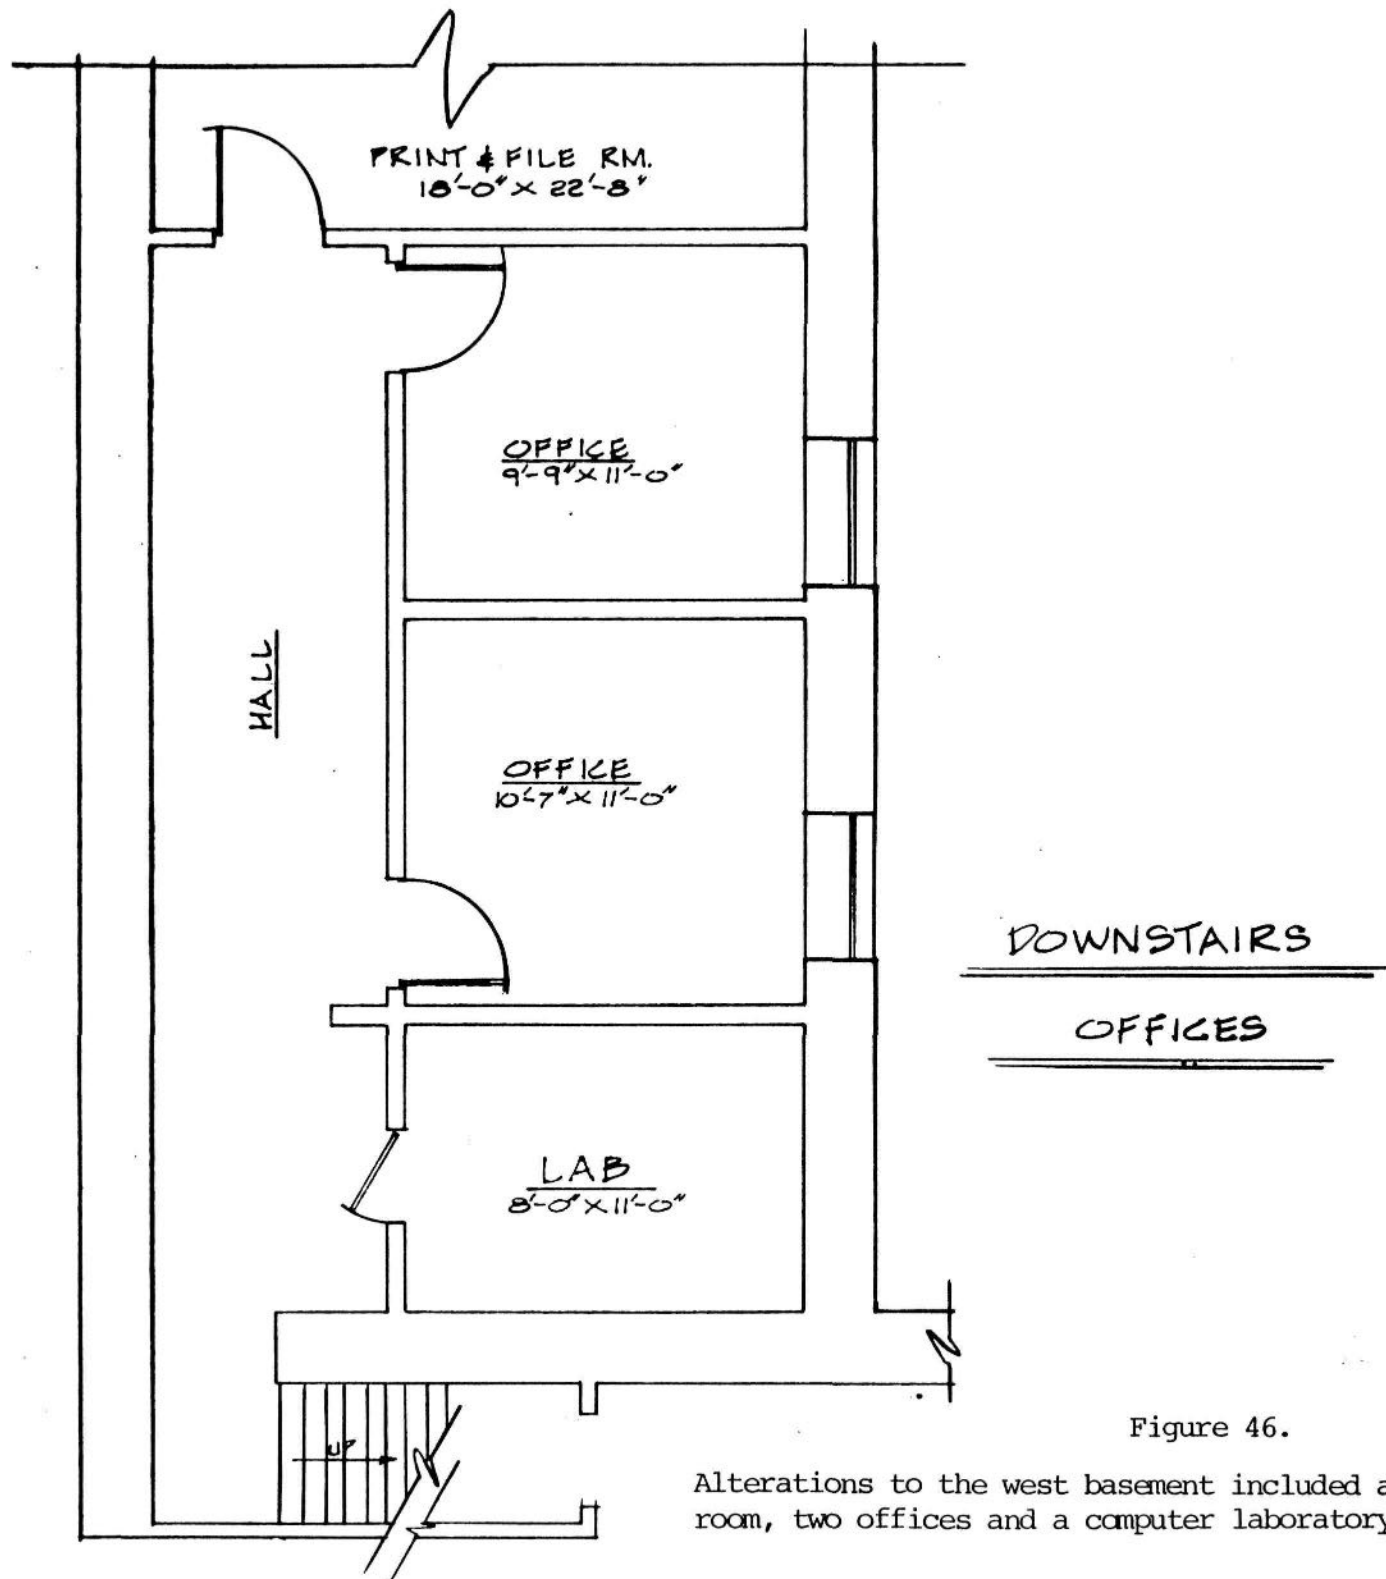 PRINT & FILE RM.
18'-0" X 22'-8"
OFFICE
9'-9" X 11'-0"
HALL
OFFICE
10'-7" X 11'-0"
DOWNSTAIRS
OFFICES
LAB
8'-0" X 11'-0"
UP
Figure 46.
Alterations to the west basement included a
room, two offices and a computer laboratory